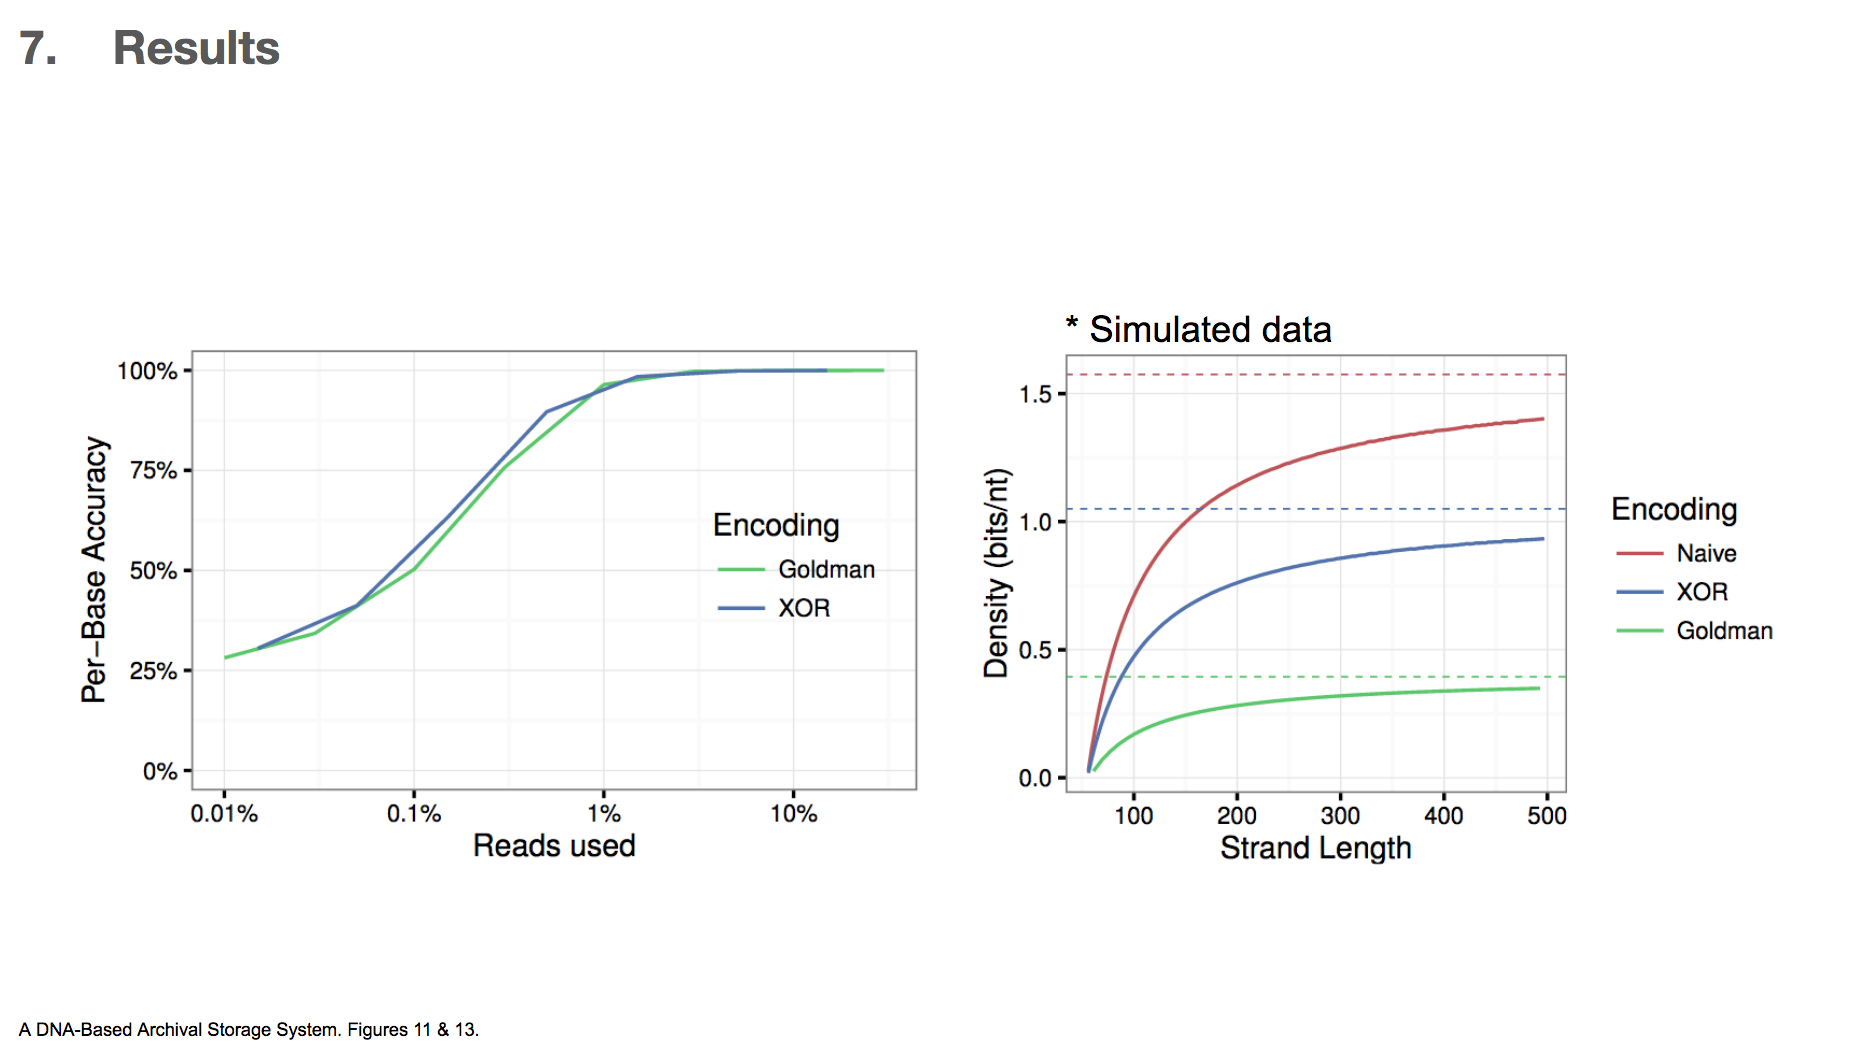 7. Results
100%
75%
50%
25%
0%
Per-Base Accuracy
0.01% 0.1% 1% 10%
Reads used
Encoding
Goldman
XOR
* Simulated data
1.5
1.0
0.5
0.0
Density (bits/nt)
100 200 300 400 500
Strand Length
Encoding
Naive
XOR
Goldman
A DNA-Based Archival Storage System. Figures 11 & 13.